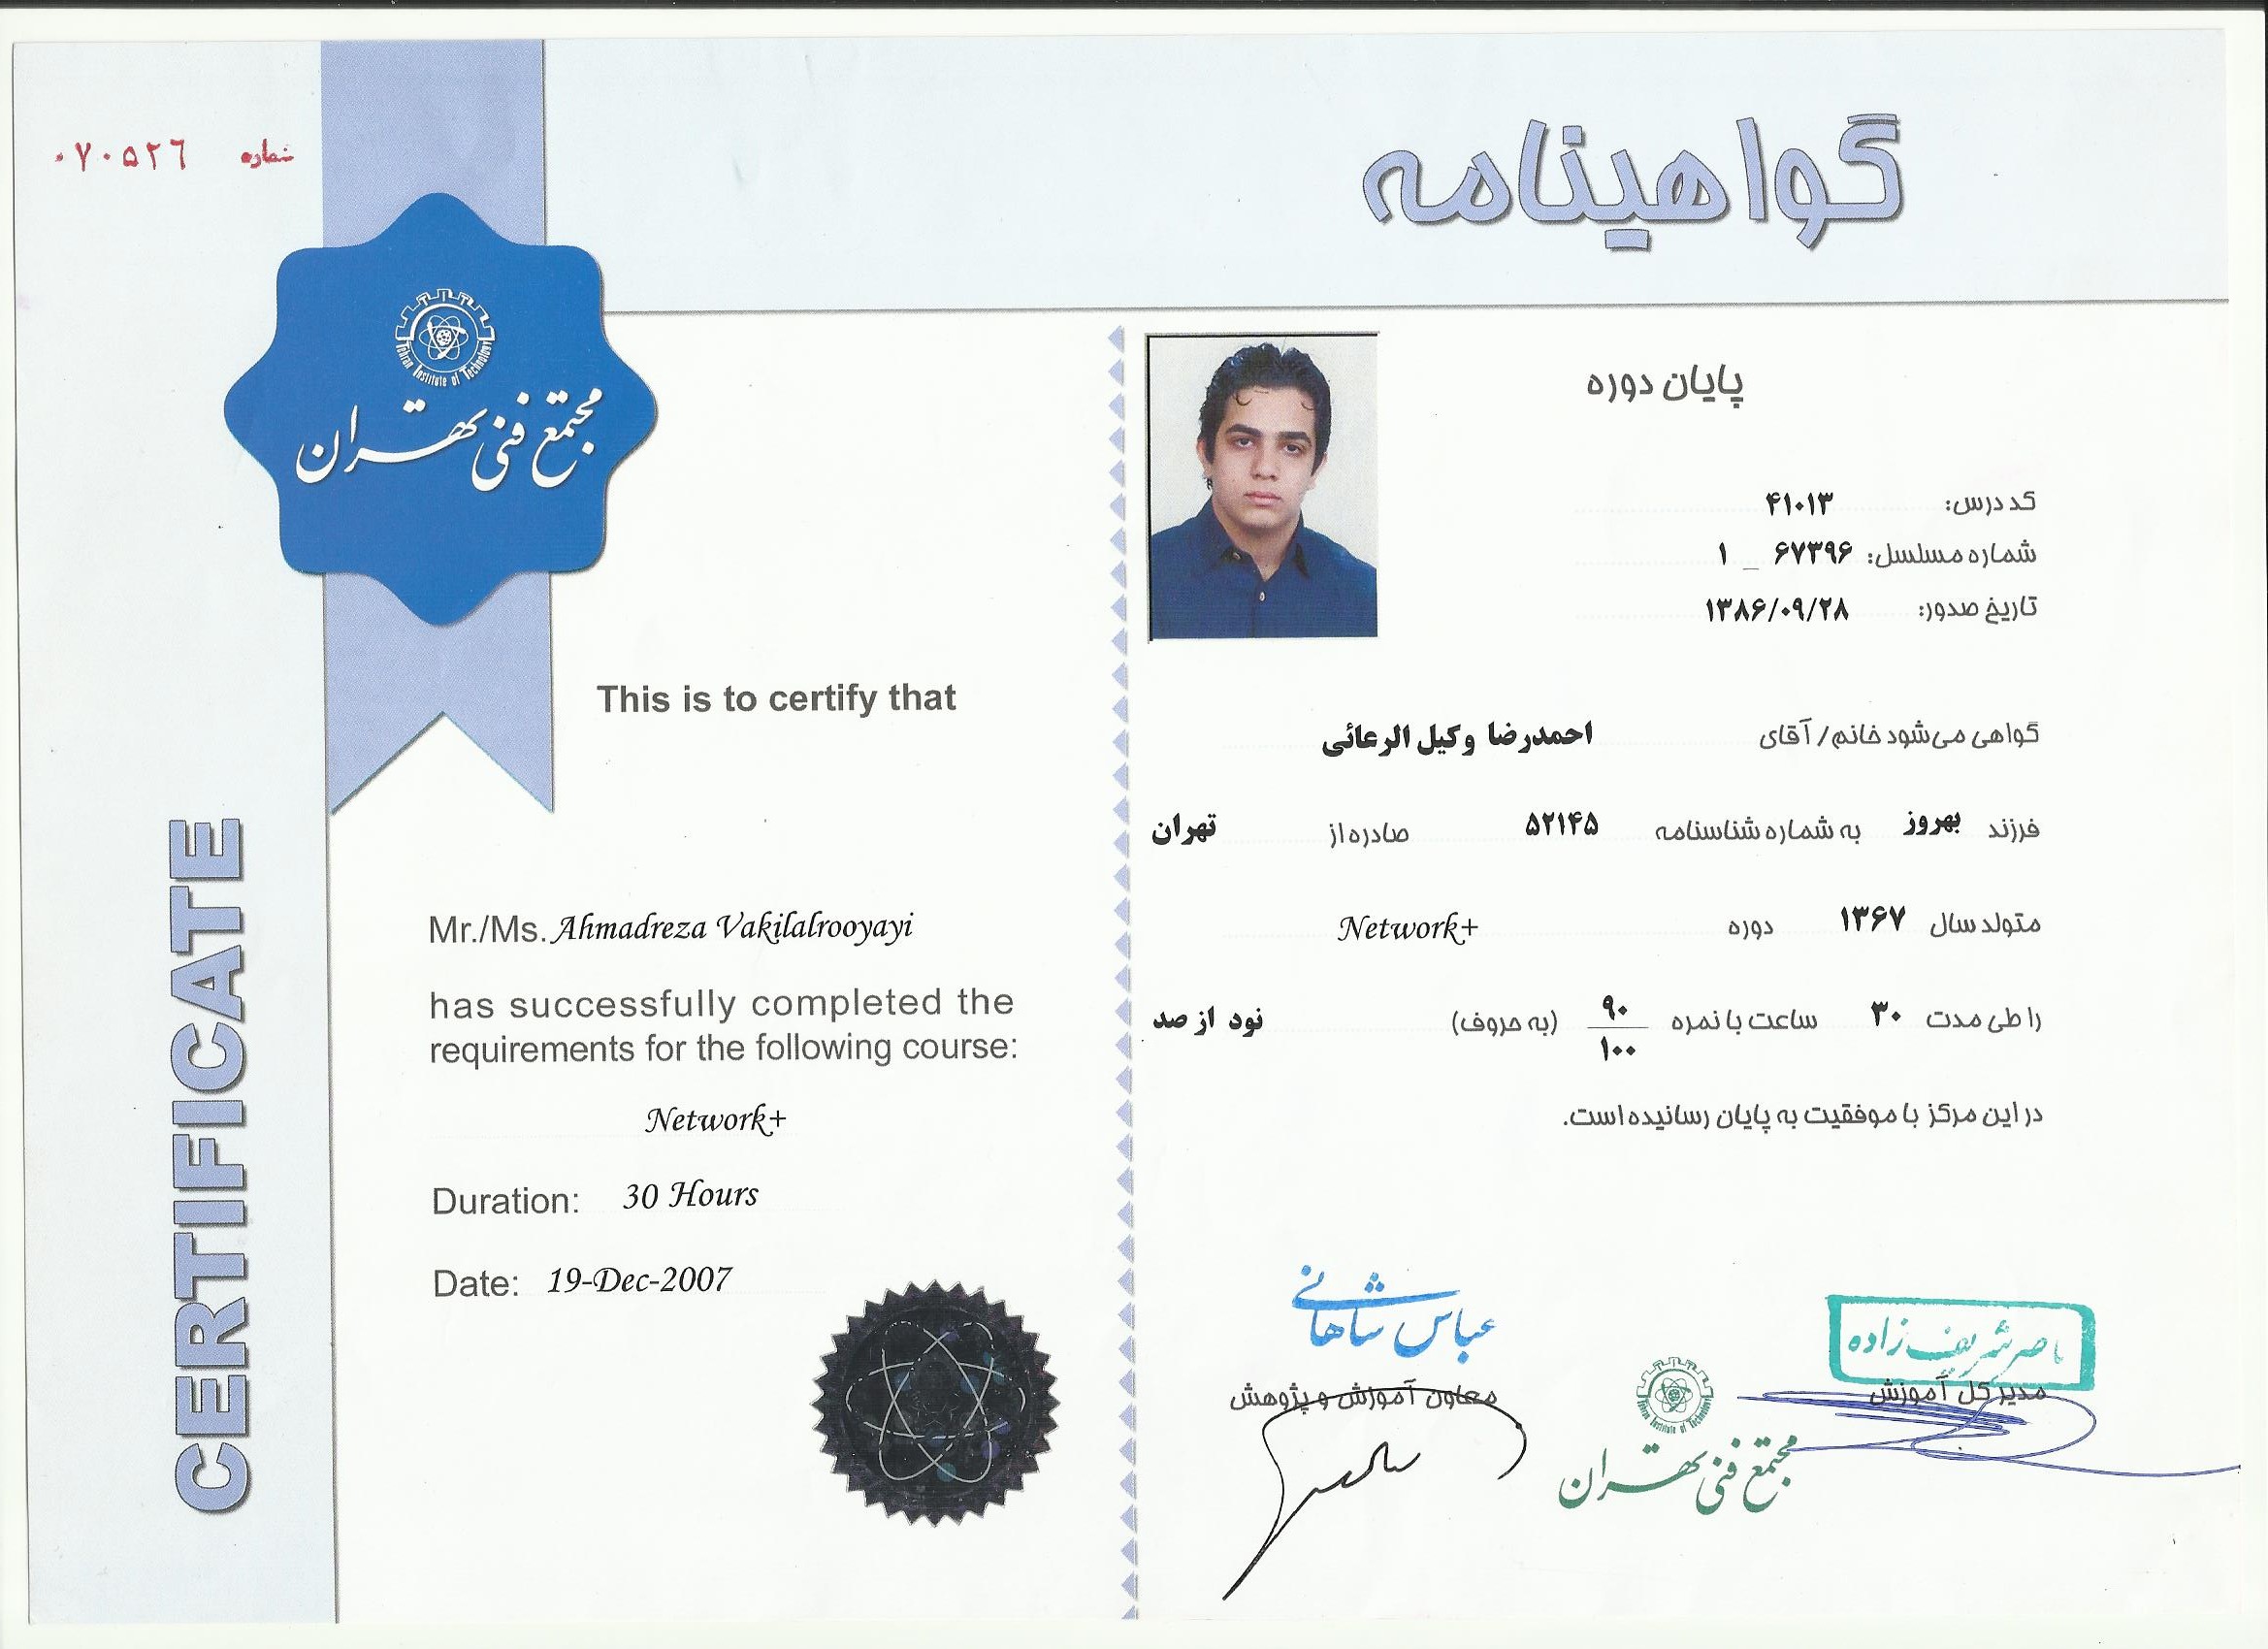 شماره ۰۷۰۵۲۶
گواهینامه
Tehran Institute of Technology
مجتمع فنی تهران
CERTIFICATE
This is to certify that
Mr./Ms. Ahmadreza Vakilalrooyayi
has successfully completed the
requirements for the following course:
Network+
Duration: 30 Hours
Date: 19-Dec-2007
پایان دوره
کد درس: ۴۱۰۱۳
شماره مسلسل: ۶۷۳۹۶ _ ۱
تاریخ صدور: ۱۳۸۶/۰۹/۲۸
گواهی می‌شود خانم/آقای احمدرضا وکیل الرعائی
فرزند بهروز به شماره شناسنامه ۵۲۱۴۵ صادره از تهران
متولد سال ۱۳۶۷ دوره Network+
را طی مدت ۳۰ ساعت با نمره ۹۰/۱۰۰ (به حروف) نود از صد
در این مرکز با موفقیت به پایان رسانیده است.
ناصر شریف زاده
مدیر کل آموزش
عباس شاهانی
معاون آموزش و پژوهش
Tehran Institute of Technology
مجتمع فنی تهران